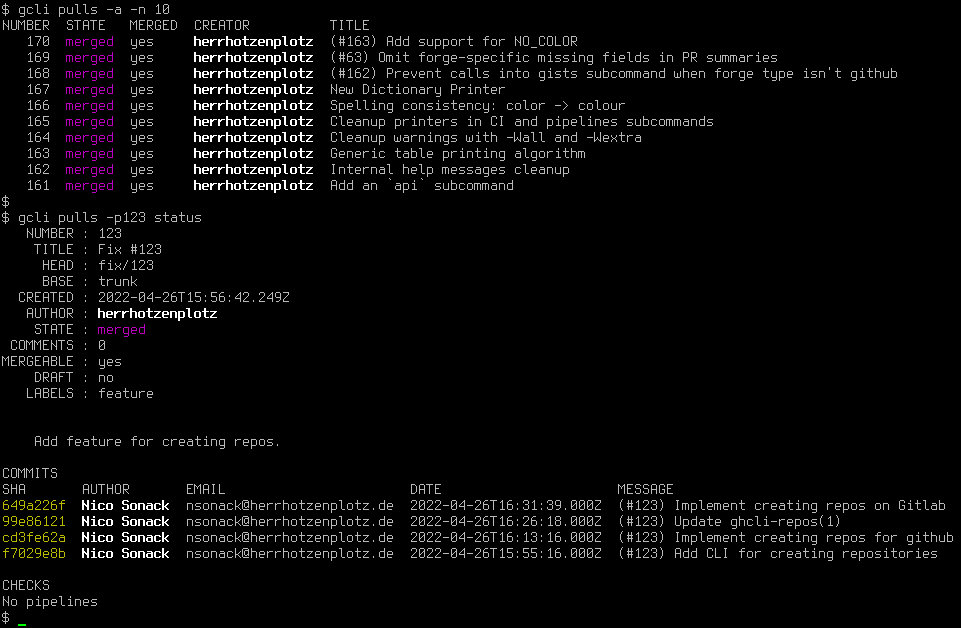 $ gcli pulls -a -n 10
NUMBER  STATE   MERGED  CREATOR         TITLE
   170  merged  yes     herrhotzenplotz  (#163) Add support for NO_COLOR
   169  merged  yes     herrhotzenplotz  (#63) Omit forge-specific missing fields in PR summaries
   168  merged  yes     herrhotzenplotz  (#162) Prevent calls into gists subcommand when forge type isn't github
   167  merged  yes     herrhotzenplotz  New Dictionary Printer
   166  merged  yes     herrhotzenplotz  Spelling consistency: color -> colour
   165  merged  yes     herrhotzenplotz  Cleanup printers in CI and pipelines subcommands
   164  merged  yes     herrhotzenplotz  Cleanup warnings with -Wall and -Wextra
   163  merged  yes     herrhotzenplotz  Generic table printing algorithm
   162  merged  yes     herrhotzenplotz  Internal help messages cleanup
   161  merged  yes     herrhotzenplotz  Add an `api` subcommand
$
$ gcli pulls -p123 status
   NUMBER : 123
    TITLE : Fix #123
     HEAD : fix/123
     BASE : trunk
  CREATED : 2022-04-26T15:56:42.249Z
   AUTHOR : herrhotzenplotz
    STATE : merged
 COMMENTS : 0
MERGEABLE : yes
    DRAFT : no
   LABELS : feature
    Add feature for creating repos.
COMMITS
SHA       AUTHOR       EMAIL                       DATE                      MESSAGE
649a226f  Nico Sonack  nsonack@herrhotzenplotz.de  2022-04-26T16:31:39.000Z  (#123) Implement creating repos on Gitlab
99e86121  Nico Sonack  nsonack@herrhotzenplotz.de  2022-04-26T16:26:18.000Z  (#123) Update ghcli-repos(1)
cd3fe62a  Nico Sonack  nsonack@herrhotzenplotz.de  2022-04-26T16:13:16.000Z  (#123) Implement creating repos for github
f7029e8b  Nico Sonack  nsonack@herrhotzenplotz.de  2022-04-26T15:55:16.000Z  (#123) Add CLI for creating repositories
CHECKS
No pipelines
$